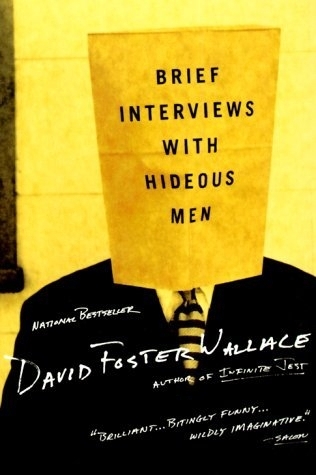 BRIEF
INTERVIEWS
WITH
HIDEOUS
MEN
NATIONAL BESTSELLER
DAVID FOSTER WALLACE
AUTHOR OF INFINITE JEST
"BRILLIANT...BITINGLY FUNNY...
WILDLY IMAGINATIVE."
—SALON